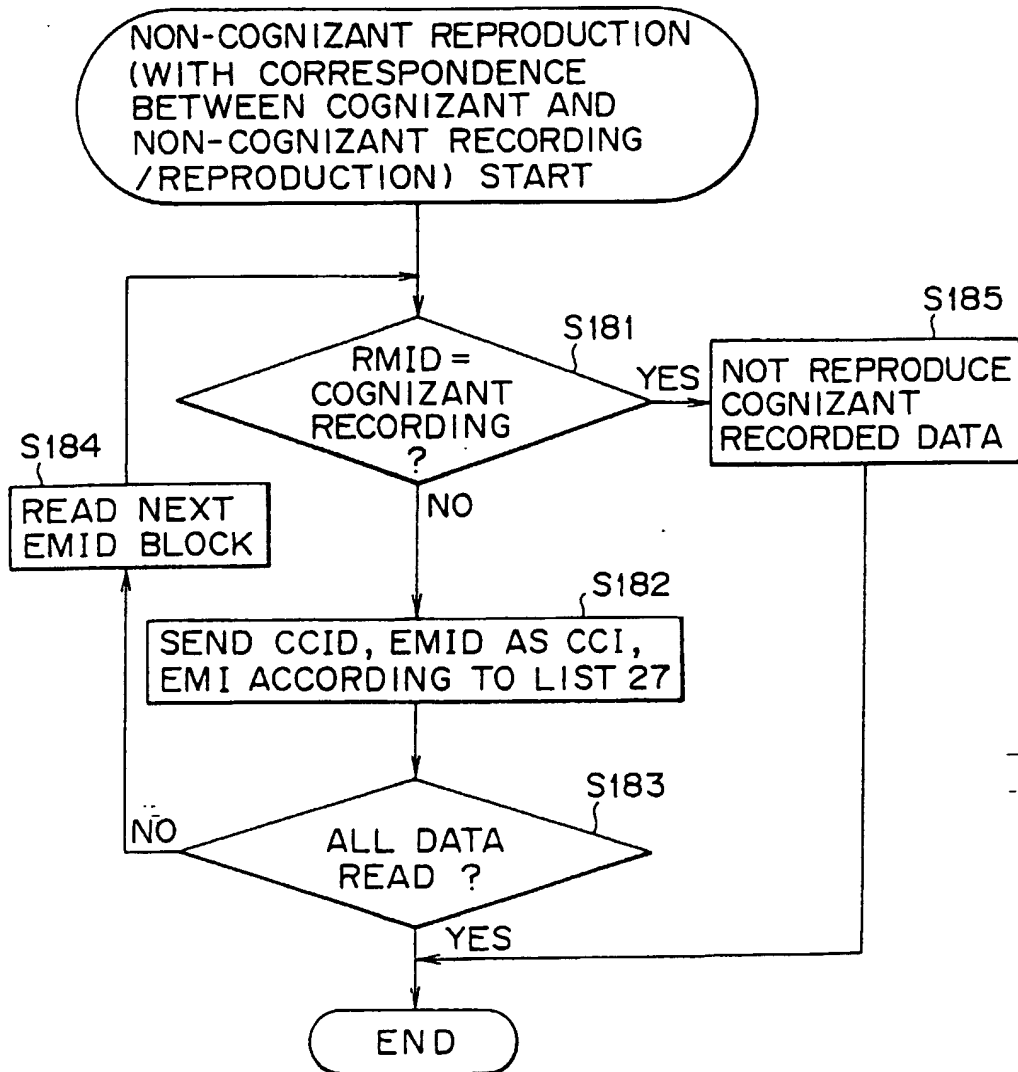 NON-COGNIZANT REPRODUCTION
(WITH CORRESPONDENCE
BETWEEN COGNIZANT AND
NON-COGNIZANT RECORDING
/REPRODUCTION) START
S181
RMID =
COGNIZANT
RECORDING
?
YES
NO
S185
NOT REPRODUCE
COGNIZANT
RECORDED DATA
S184
READ NEXT
EMID BLOCK
S182
SEND CCID, EMID AS CCI,
EMI ACCORDING TO LIST 27
S183
ALL DATA
READ ?
NO
YES
END